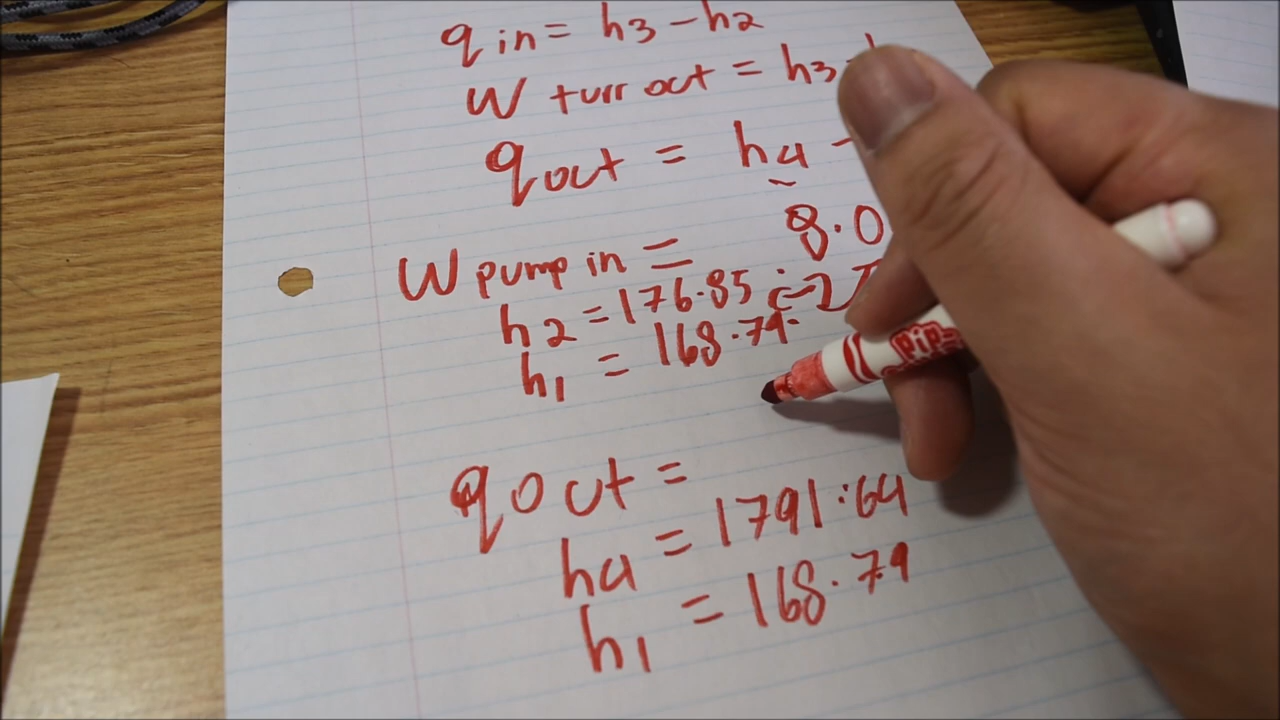 q in = h3 - h2
W turr out = h3 -
q out = h4 -
W pump in = 8.0
h2 = 176.85
h1 = 168.79
q out =
h4 = 1791.64
h1 = 168.79
Pip